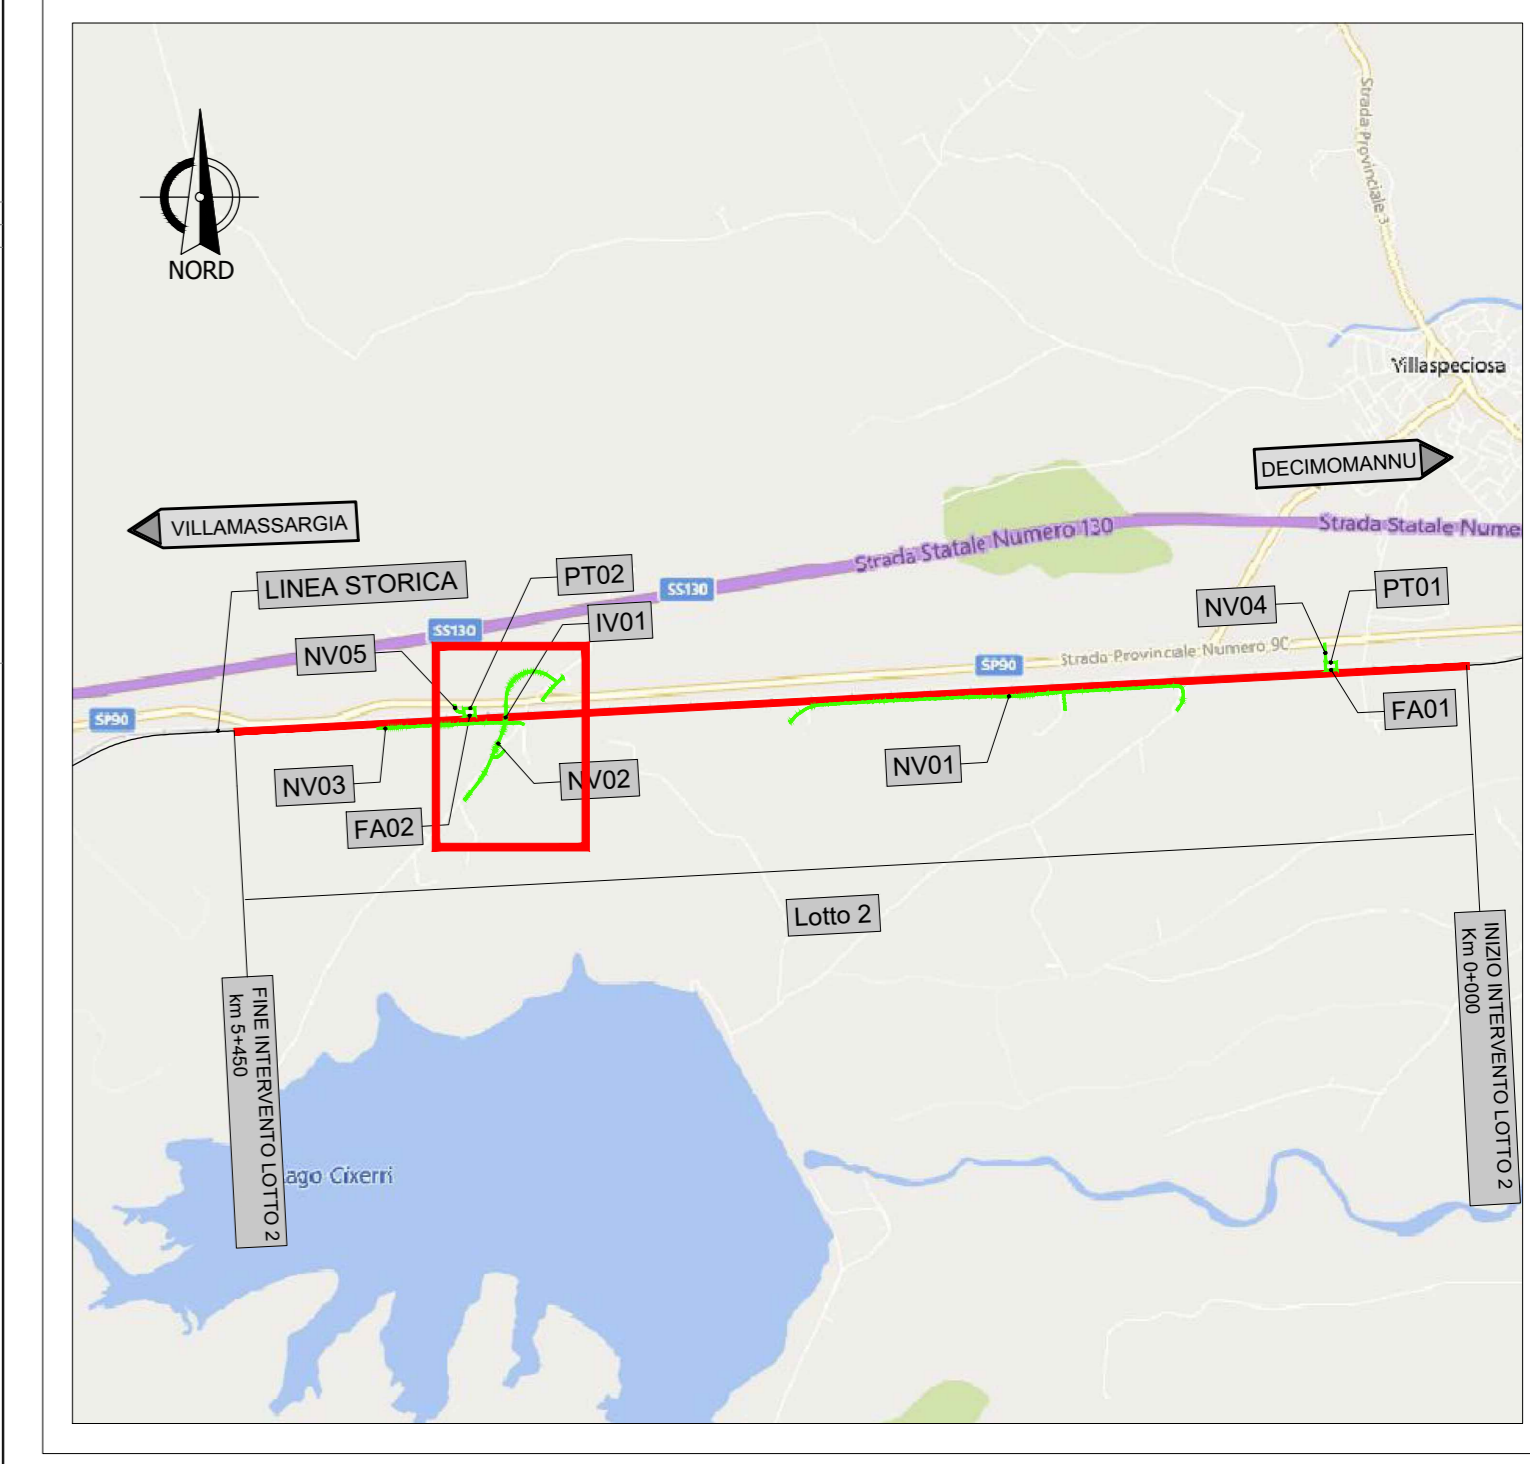 Strada Provinciale 3
NORD
Villaspeciosa
DECIMOMANNU
VILLAMASSARGIA
Strada Statale Numero 130
Strada Statale Nume
LINEA STORICA
PT02
SS130
PT01
NV04
IV01
SS130
NV05
Strada Provinciale Numero 90
SP90
SP90
FA01
NV01
NV03
NV02
FA02
Lotto 2
INIZIO INTERVENTO LOTTO 2
Km 0+000
FINE INTERVENTO LOTTO 2
km 5+450
ago Cixerri